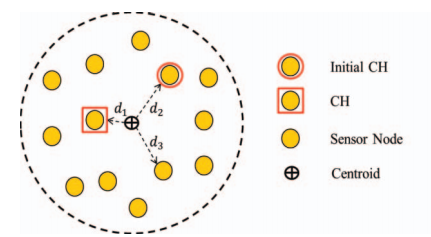 Initial CH
d₁
d₂
CH
d₃
Sensor Node
Centroid